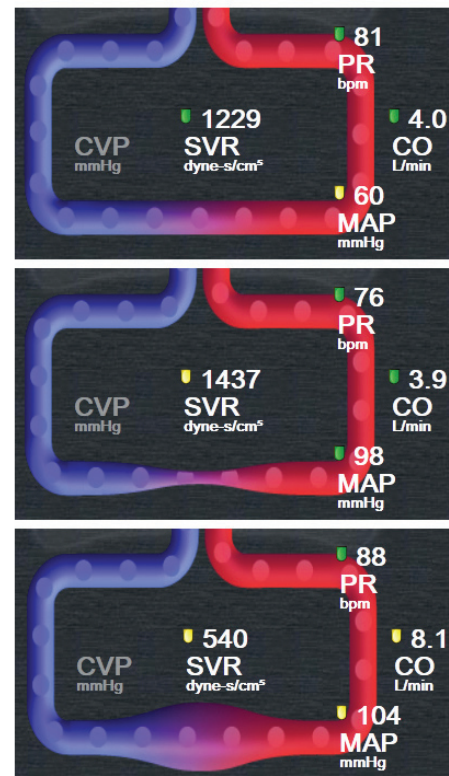 81
PR
bpm
1229
4.0
CVP SVR CO
mmHg dyne-s/cm⁵ L/min
60
MAP
mmHg
76
PR
bpm
1437
3.9
CVP SVR CO
mmHg dyne-s/cm⁵ L/min
98
MAP
mmHg
88
PR
bpm
540
8.1
CVP SVR CO
mmHg dyne-s/cm⁵ L/min
104
MAP
mmHg